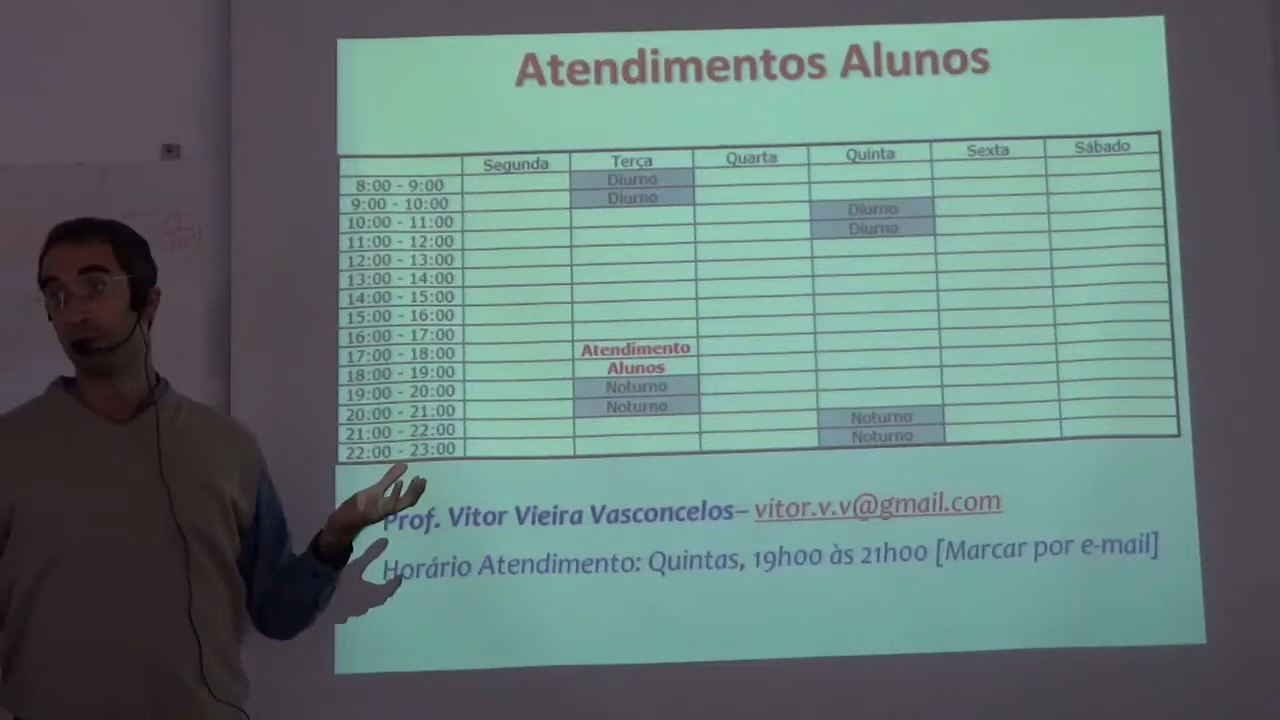 Atendimentos Alunos
Segunda Terça Quarta Quinta Sexta Sábado
8:00 - 9:00 Diurno
9:00 - 10:00 Diurno
10:00 - 11:00 Diurno
11:00 - 12:00 Diurno
12:00 - 13:00
13:00 - 14:00
14:00 - 15:00
15:00 - 16:00
16:00 - 17:00
17:00 - 18:00 Atendimento
18:00 - 19:00 Alunos
19:00 - 20:00 Noturno
20:00 - 21:00 Noturno
21:00 - 22:00 Noturno
22:00 - 23:00 Noturno
Prof. Vitor Vieira Vasconcelos– vitor.v.v@gmail.com
Horário Atendimento: Quintas, 19h00 às 21h00 [Marcar por e-mail]